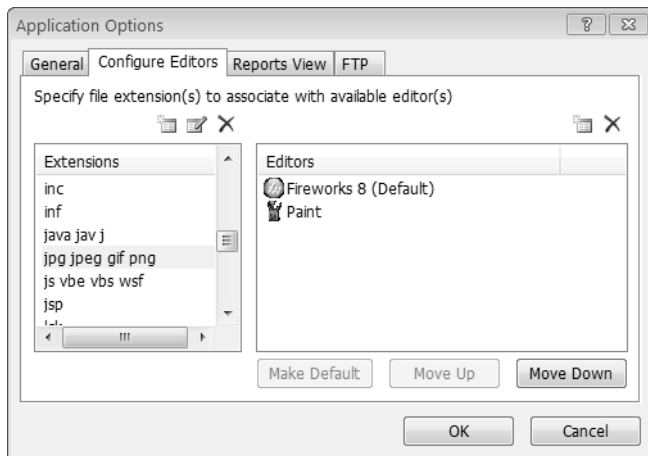 Application Options
General Configure Editors Reports View FTP
Specify file extension(s) to associate with available editor(s)
Extensions
inc
inf
java jav j
jpg jpeg gif png
js vbe vbs wsf
jsp
Editors
Fireworks 8 (Default)
Paint
Make Default Move Up Move Down
OK Cancel